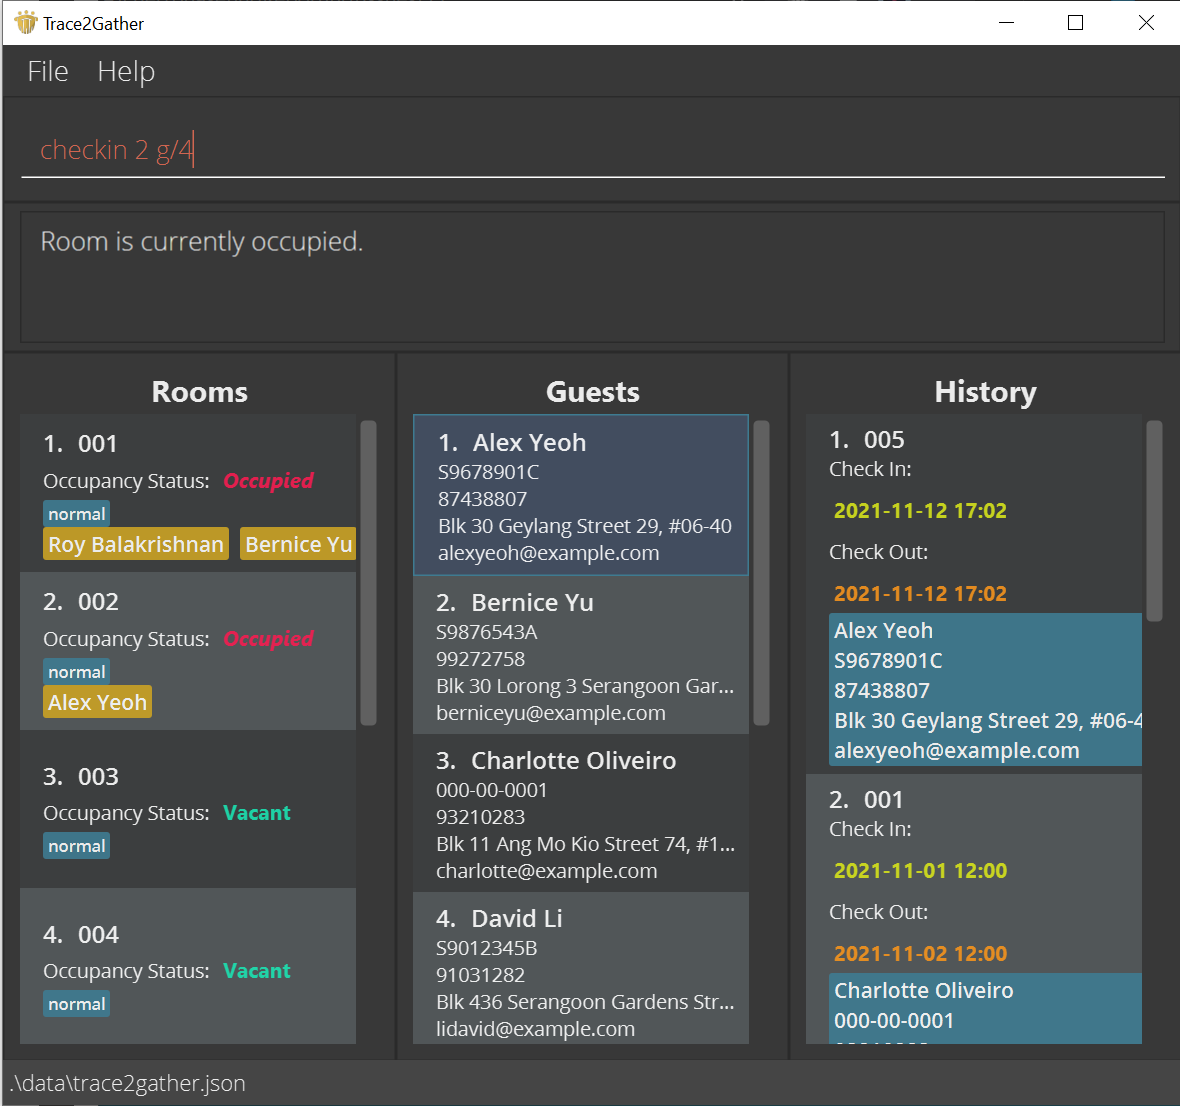 Trace2Gather
File Help
checkin 2 g/4
Room is currently occupied.
Rooms
1. 001
Occupancy Status: Occupied
normal
Roy Balakrishnan Bernice Yu
2. 002
Occupancy Status: Occupied
normal
Alex Yeoh
3. 003
Occupancy Status: Vacant
normal
4. 004
Occupancy Status: Vacant
normal
Guests
1. Alex Yeoh
S9678901C
87438807
Blk 30 Geylang Street 29, #06-40
alexyeoh@example.com
2. Bernice Yu
S9876543A
99272758
Blk 30 Lorong 3 Serangoon Gar...
berniceyu@example.com
3. Charlotte Oliveiro
000-00-0001
93210283
Blk 11 Ang Mo Kio Street 74, #1...
charlotte@example.com
4. David Li
S9012345B
91031282
Blk 436 Serangoon Gardens Str...
lidavid@example.com
History
1. 005
Check In:
2021-11-12 17:02
Check Out:
2021-11-12 17:02
Alex Yeoh
S9678901C
87438807
Blk 30 Geylang Street 29, #06-4
alexyeoh@example.com
2. 001
Check In:
2021-11-01 12:00
Check Out:
2021-11-02 12:00
Charlotte Oliveiro
000-00-0001
.\data\trace2gather.json